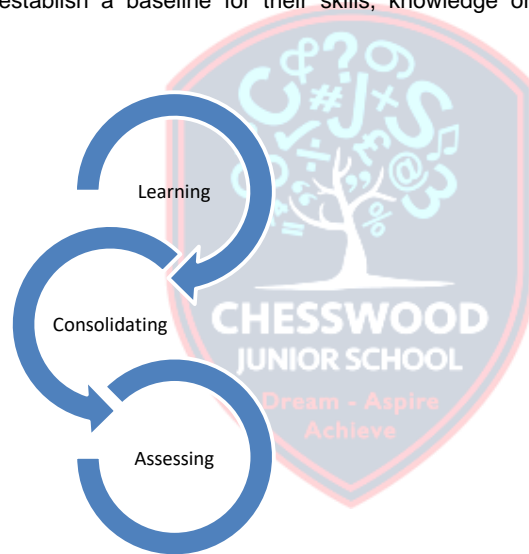 establish a baseline for their skills, knowledge or
Learning
Consolidating
Assessing
CHESSWOOD
JUNIOR SCHOOL
Dream - Aspire
Achieve